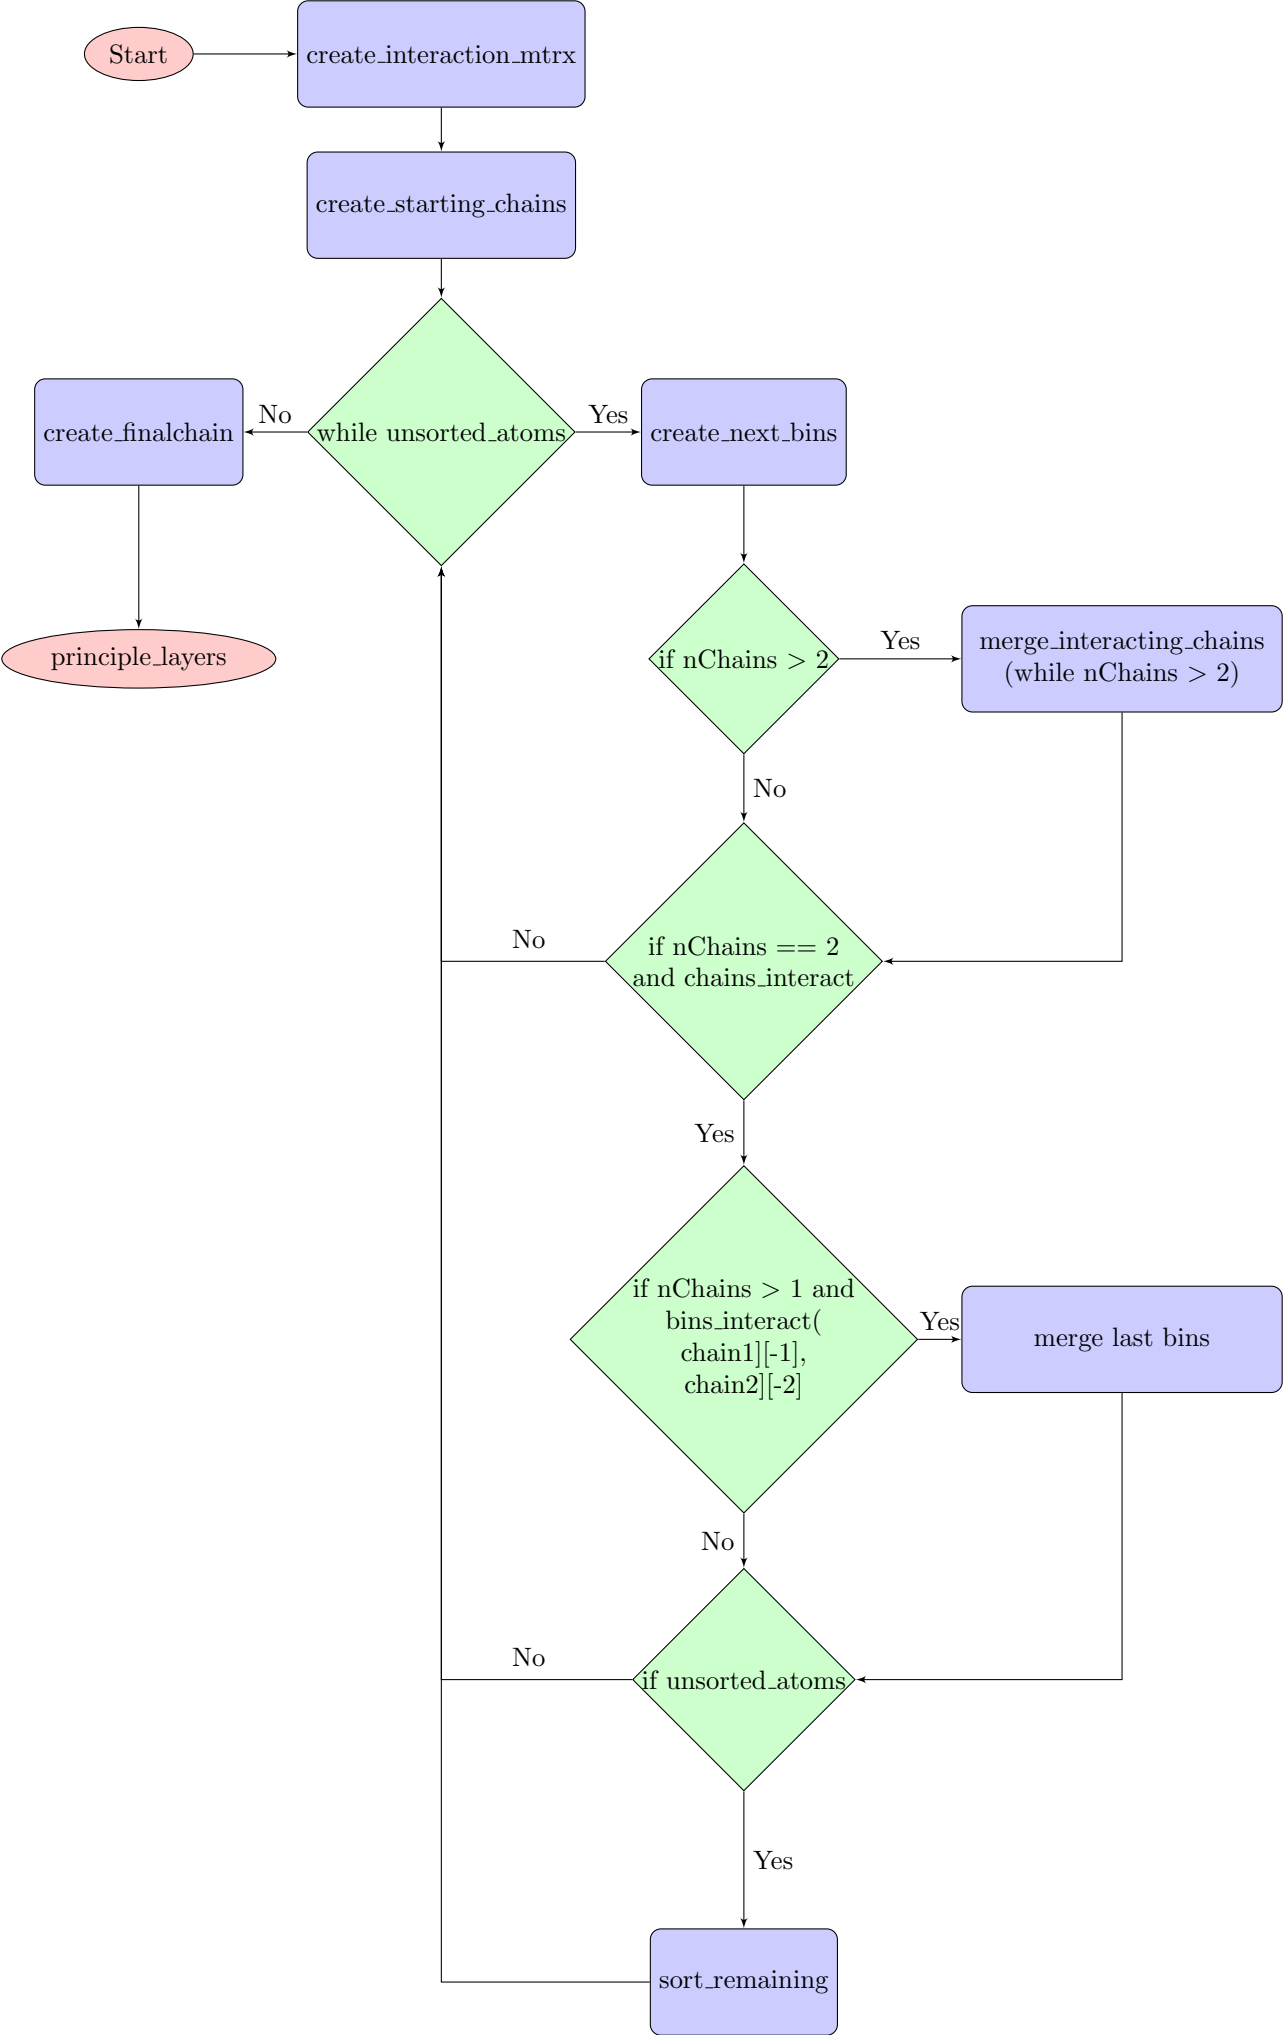 Start
create_interaction_mtrx
create_starting_chains
create_finalchain
No
while unsorted_atoms
Yes
create_next_bins
principle_layers
if nChains > 2
Yes
merge_interacting_chains
(while nChains > 2)
No
No
if nChains == 2
and chains_interact
Yes
if nChains > 1 and
bins_interact(
chain1][-1],
chain2][-2]
Yes
merge last bins
No
No
if unsorted_atoms
Yes
sort_remaining